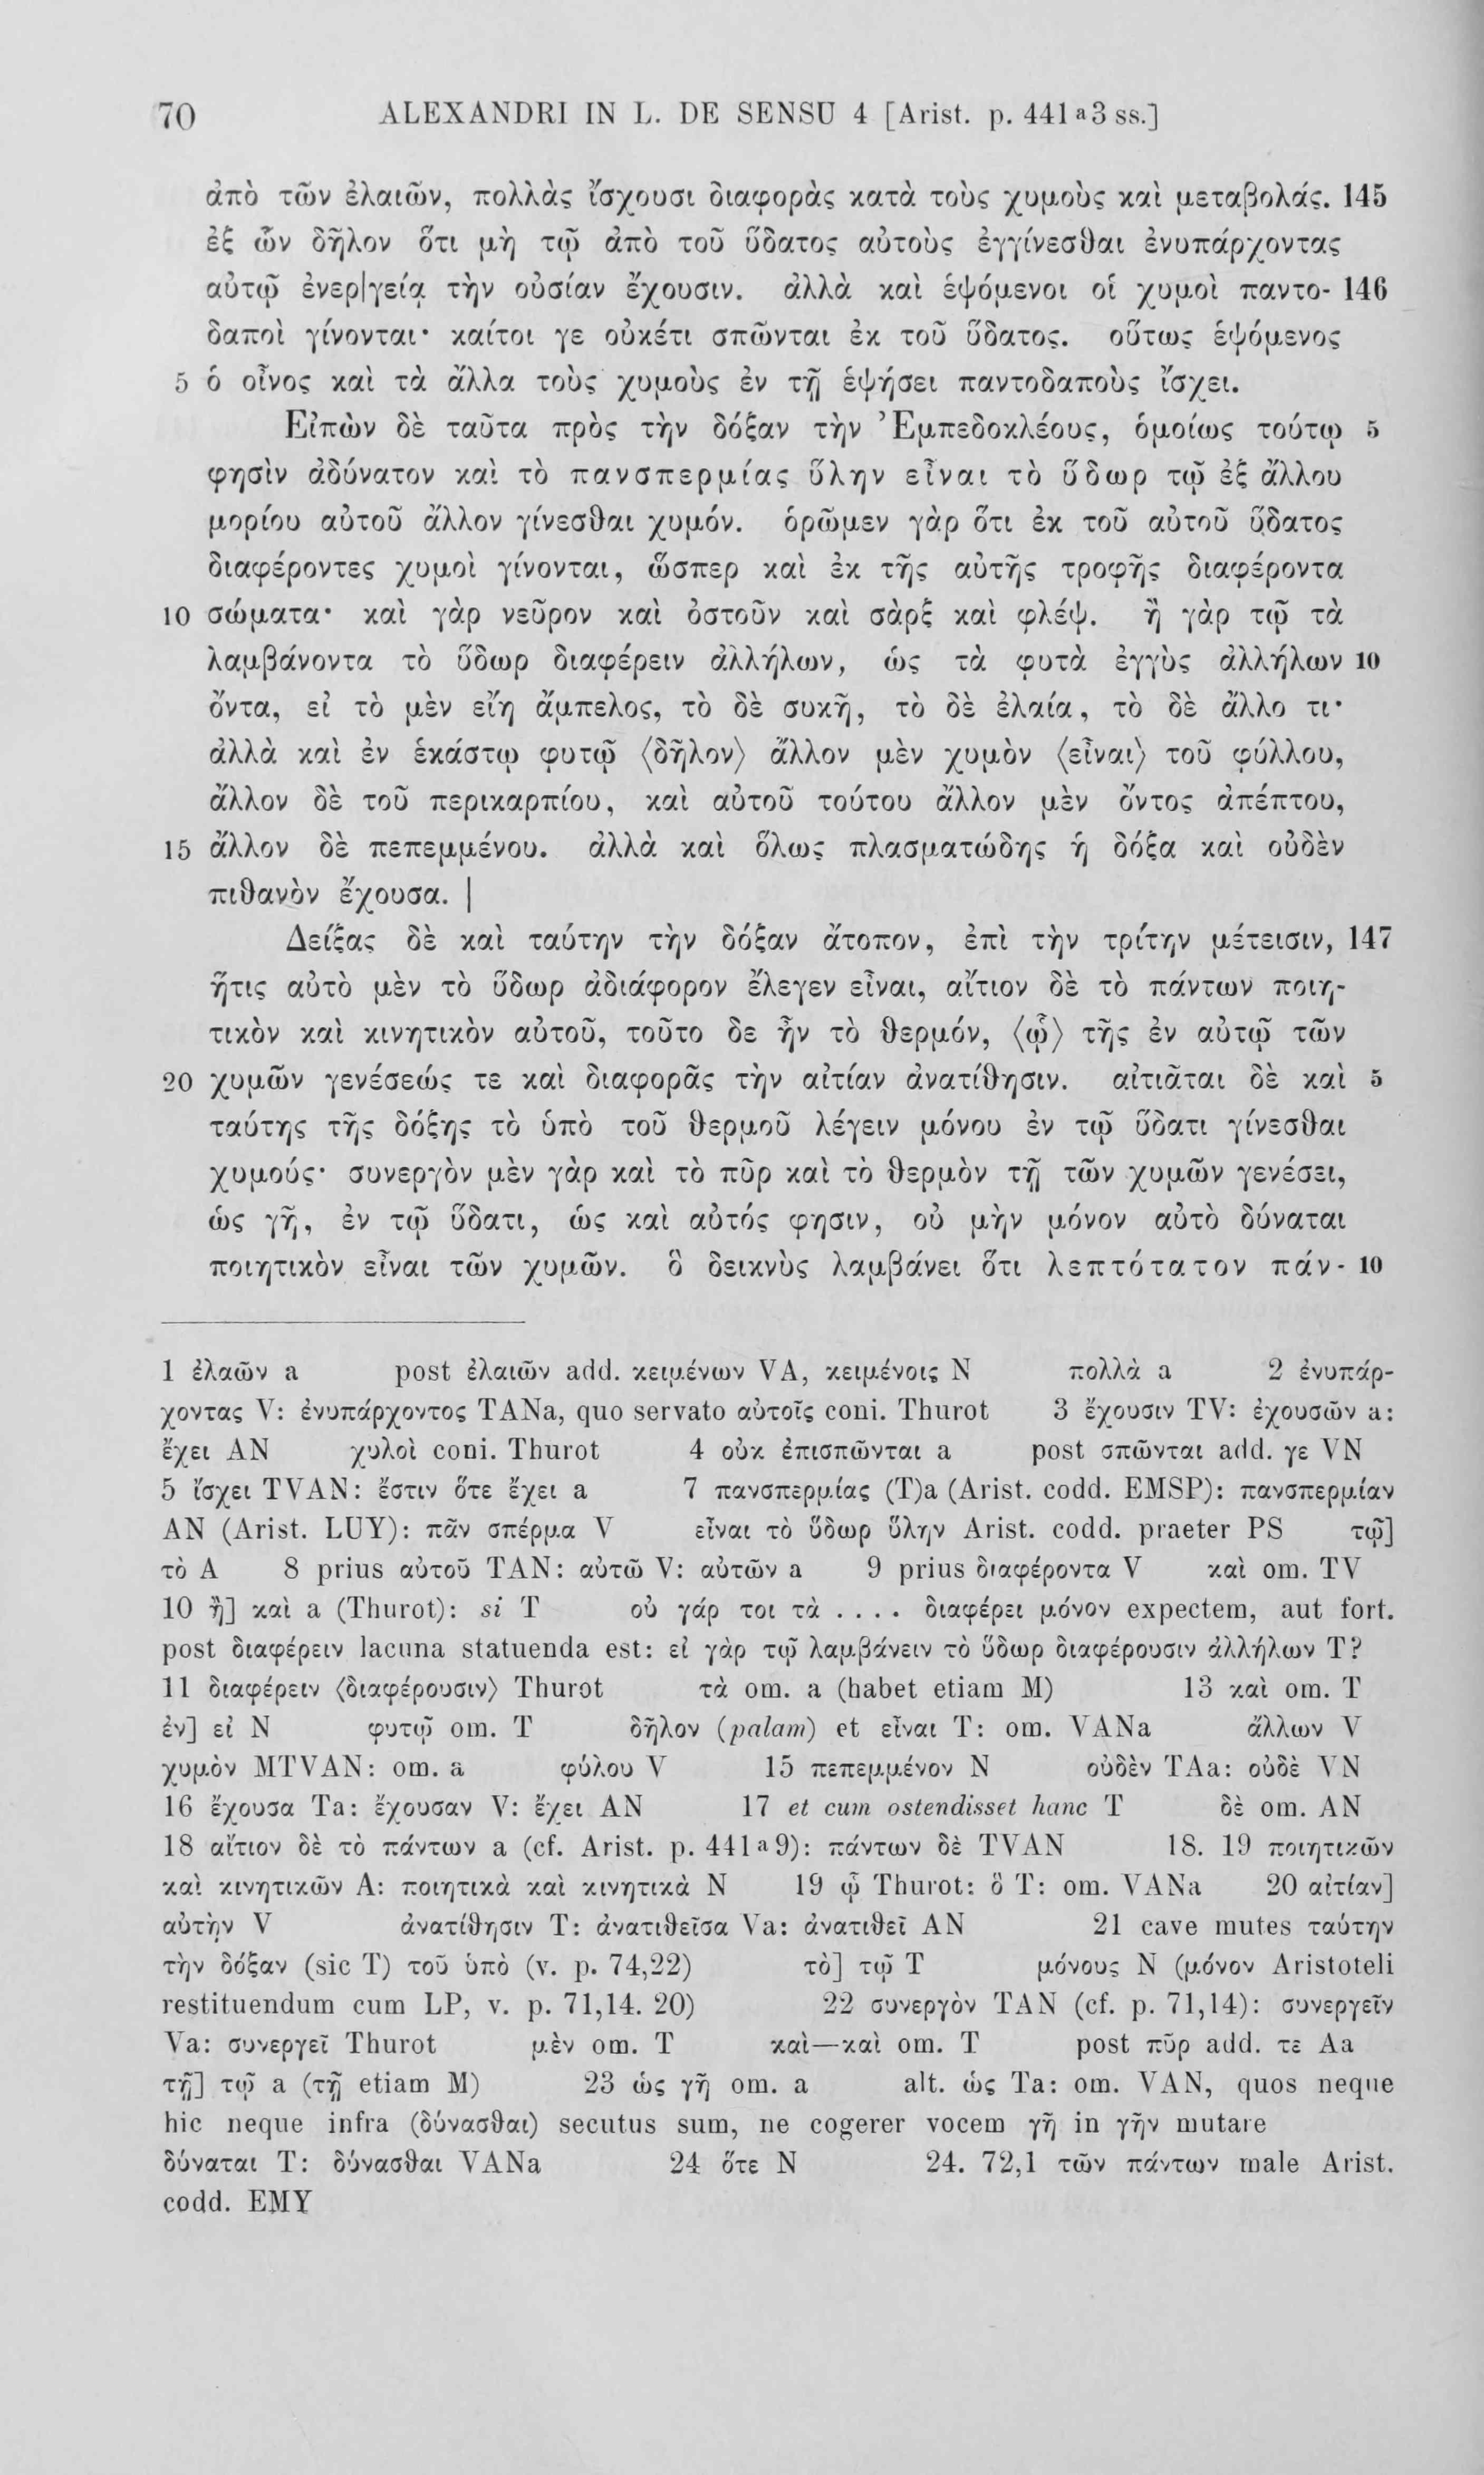 70 ALEXANDRI IN L. DE SENSU 4 [Arist. p. 441 a 3 ss.]
ἀπὸ τῶν ἐλαιῶν, πολλὰς ἴσχουσι διαφορὰς κατὰ τοὺς χυμοὺς καὶ μεταβολάς. 145
ἐξ ὧν δῆλον ὅτι μὴ τῷ ἀπὸ τοῦ ὕδατος αὐτοὺς ἐγγίνεσθαι ἐνυπάρχοντας
αὐτῷ ἐνερ|γείᾳ τὴν οὐσίαν ἔχουσιν. ἀλλὰ καὶ ἑψόμενοι οἱ χυμοὶ παντο- 146
δαποὶ γίνονται· καίτοι γε οὐκέτι σπῶνται ἐκ τοῦ ὕδατος. οὕτως ἑψόμενος
5 ὁ οἶνος καὶ τὰ ἄλλα τοὺς χυμοὺς ἐν τῇ ἑψήσει παντοδαποὺς ἴσχει.
Εἰπὼν δὲ ταῦτα πρὸς τὴν δόξαν τὴν Ἐμπεδοκλέους, ὁμοίως τούτῳ 5
φησὶν ἀδύνατον καὶ τὸ πανσπερμίας ὕλην εἶναι τὸ ὕδωρ τῷ ἐξ ἄλλου
μορίου αὐτοῦ ἄλλον γίνεσθαι χυμόν. ὁρῶμεν γὰρ ὅτι ἐκ τοῦ αὐτοῦ ὕδατος
διαφέροντες χυμοὶ γίνονται, ὥσπερ καὶ ἐκ τῆς αὐτῆς τροφῆς διαφέροντα
10 σώματα· καὶ γὰρ νεῦρον καὶ ὀστοῦν καὶ σὰρξ καὶ φλέψ. ἢ γὰρ τῷ τὰ
λαμβάνοντα τὸ ὕδωρ διαφέρειν ἀλλήλων, ὡς τὰ φυτὰ ἐγγὺς ἀλλήλων 10
ὄντα, εἰ τὸ μὲν εἴη ἄμπελος, τὸ δὲ συκῆ, τὸ δὲ ἐλαία, τὸ δὲ ἄλλο τι·
ἀλλὰ καὶ ἐν ἑκάστῳ φυτῷ ⟨δῆλον⟩ ἄλλον μὲν χυμὸν ⟨εἶναι⟩ τοῦ φύλλου,
ἄλλον δὲ τοῦ περικαρπίου, καὶ αὐτοῦ τούτου ἄλλον μὲν ὄντος ἀπέπτου,
15 ἄλλον δὲ πεπεμμένου. ἀλλὰ καὶ ὅλως πλασματώδης ἡ δόξα καὶ οὐδὲν
πιθανὸν ἔχουσα. |
Δείξας δὲ καὶ ταύτην τὴν δόξαν ἄτοπον, ἐπὶ τὴν τρίτην μέτεισιν, 147
ἥτις αὐτὸ μὲν τὸ ὕδωρ ἀδιάφορον ἔλεγεν εἶναι, αἴτιον δὲ τὸ πάντων ποιη-
τικὸν καὶ κινητικὸν αὐτοῦ, τοῦτο δε ἦν τὸ θερμόν, ⟨ᾧ⟩ τῆς ἐν αὐτῷ τῶν
20 χυμῶν γενέσεώς τε καὶ διαφορᾶς τὴν αἰτίαν ἀνατίθησιν. αἰτιᾶται δὲ καὶ 5
ταύτης τῆς δόξης τὸ ὑπὸ τοῦ θερμοῦ λέγειν μόνου ἐν τῷ ὕδατι γίνεσθαι
χυμούς· συνεργὸν μὲν γὰρ καὶ τὸ πῦρ καὶ τὸ θερμὸν τῇ τῶν χυμῶν γενέσει,
ὡς γῆ, ἐν τῷ ὕδατι, ὡς καὶ αὐτός φησιν, οὐ μὴν μόνον αὐτὸ δύναται
ποιητικὸν εἶναι τῶν χυμῶν. ὃ δεικνὺς λαμβάνει ὅτι λεπτότατον πάν- 10
1 ἐλαῶν a post ἐλαιῶν add. κειμένων VA, κειμένοις N πολλὰ a 2 ἐνυπάρ-
χοντας V: ἐνυπάρχοντος TANa, quo servato αὐτοῖς coni. Thurot 3 ἔχουσιν TV: ἐχουσῶν a:
ἔχει AN χυλοὶ coni. Thurot 4 οὐκ ἐπισπῶνται a post σπῶνται add. γε VN
5 ἴσχει TVAN: ἔστιν ὅτε ἔχει a 7 πανσπερμίας (T)a (Arist. codd. EMSP): πανσπερμίαν
AN (Arist. LUY): πᾶν σπέρμα V εἶναι τὸ ὕδωρ ὕλην Arist. codd. praeter PS τῷ]
τὸ A 8 prius αὐτοῦ TAN: αὐτῶ V: αὐτῶν a 9 prius διαφέροντα V καὶ om. TV
10 ἢ] καὶ a (Thurot): si T οὐ γάρ τοι τὰ .... διαφέρει μόνον expectem, aut fort.
post διαφέρειν lacuna statuenda est: εἰ γὰρ τῷ λαμβάνειν τὸ ὕδωρ διαφέρουσιν ἀλλήλων T?
11 διαφέρειν ⟨διαφέρουσιν⟩ Thurot τὰ om. a (habet etiam M) 13 καὶ om. T
ἐν] εἰ N φυτῷ om. T δῆλον (palam) et εἶναι T: om. VANa ἄλλων V
χυμὸν MTVAN: om. a φύλου V 15 πεπεμμένον N οὐδὲν TAa: οὐδὲ VN
16 ἔχουσα Ta: ἔχουσαν V: ἔχει AN 17 et cum ostendisset hanc T δὲ om. AN
18 αἴτιον δὲ τὸ πάντων a (cf. Arist. p. 441 a 9): πάντων δὲ TVAN 18. 19 ποιητικῶν
καὶ κινητικῶν A: ποιητικὰ καὶ κινητικὰ N 19 ᾧ Thurot: ὃ T: om. VANa 20 αἰτίαν]
αὐτὴν V ἀνατίθησιν T: ἀνατιθεῖσα Va: ἀνατιθεῖ AN 21 cave mutes ταύτην
τὴν δόξαν (sic T) τοῦ ὑπὸ (v. p. 74,22) τὸ] τῷ T μόνους N (μόνον Aristoteli
restituendum cum LP, v. p. 71,14. 20) 22 συνεργὸν TAN (cf. p. 71,14): συνεργεῖν
Va: συνεργεῖ Thurot μὲν om. T καὶ—καὶ om. T post πῦρ add. τε Aa
τῇ] τῷ a (τῇ etiam M) 23 ὡς γῆ om. a alt. ὡς Ta: om. VAN, quos neque
hic neque infra (δύνασθαι) secutus sum, ne cogerer vocem γῆ in γῆν mutare
δύναται T: δύνασθαι VANa 24 ὅτε N 24. 72,1 τῶν πάντων male Arist.
codd. EMY